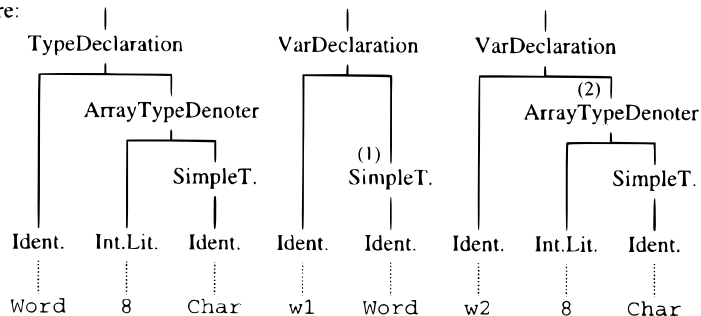 re:
TypeDeclaration VarDeclaration VarDeclaration
(2)
ArrayTypeDenoter ArrayTypeDenoter
(1)
SimpleT. SimpleT. SimpleT.
Ident. Int.Lit. Ident. Ident. Ident. Ident. Int.Lit. Ident.
Word 8 Char w1 Word w2 8 Char